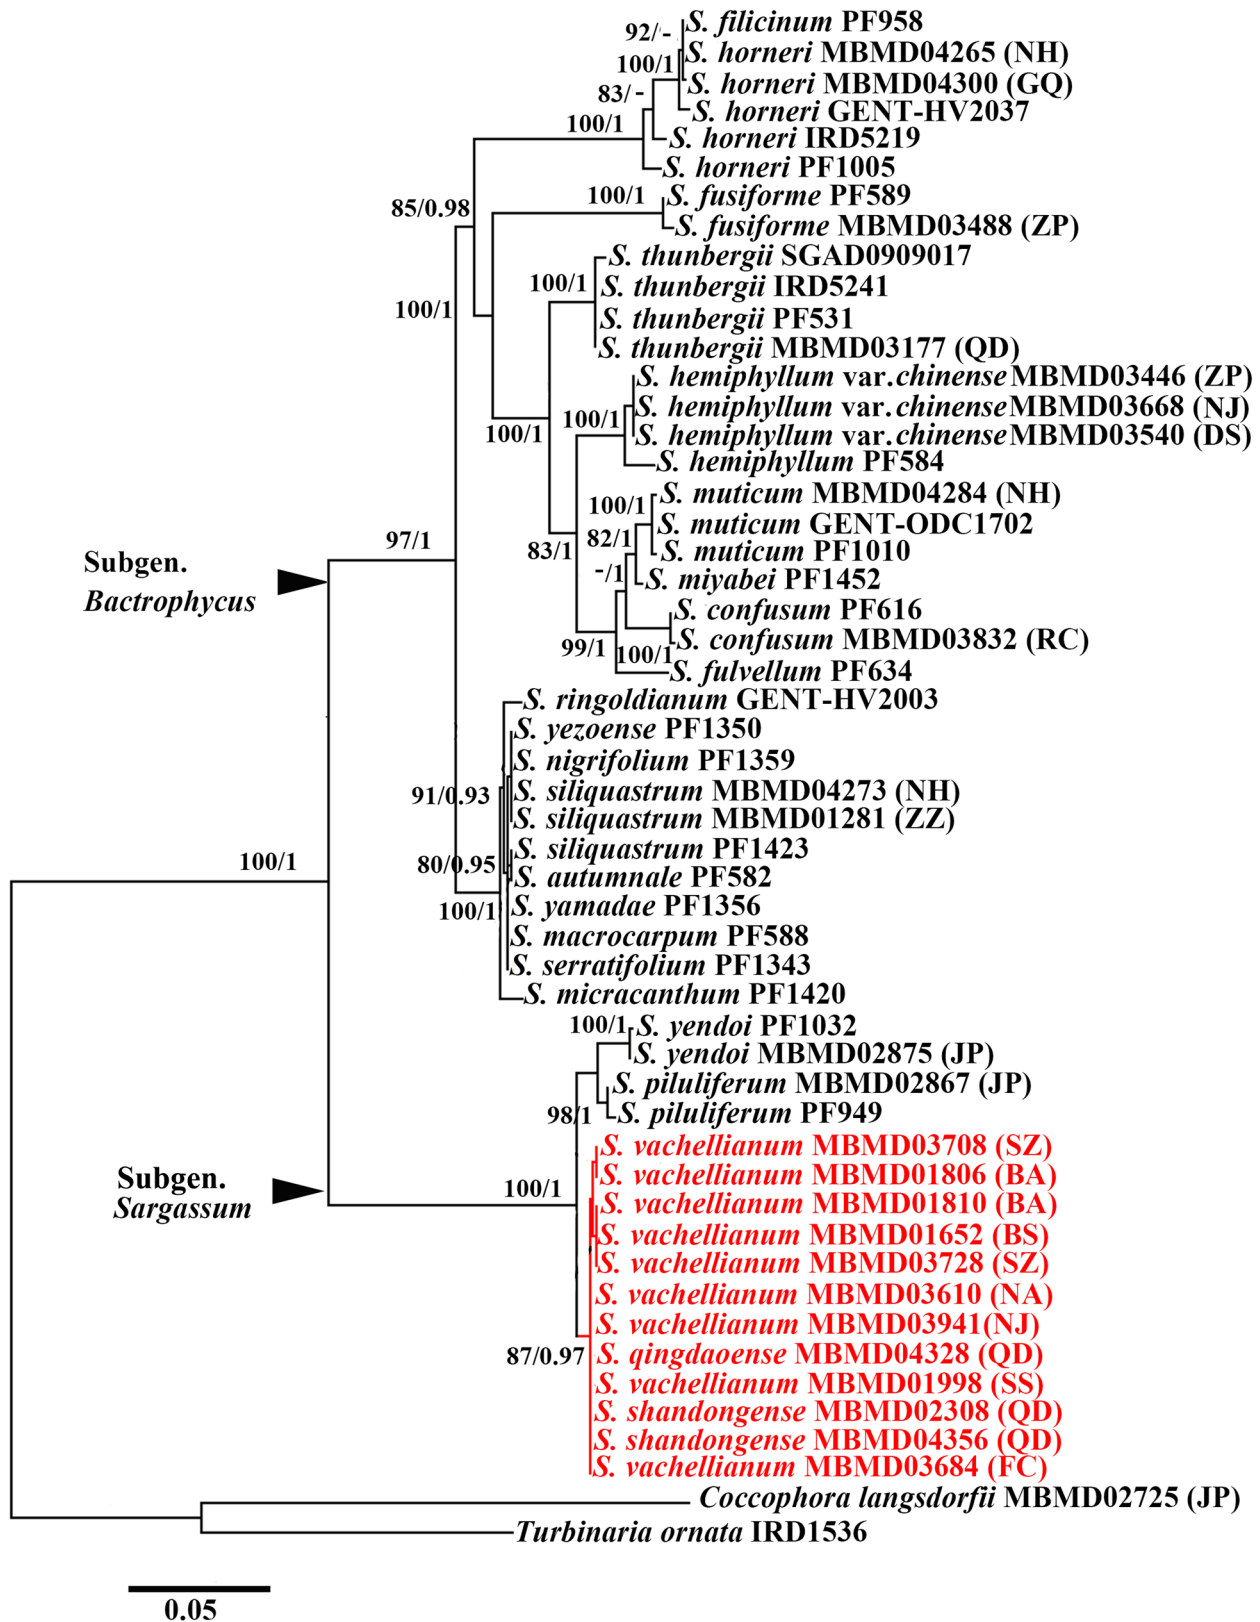 S. filicinum PF958
92/-
S. horneri MBMD04265 (NH)
100/1
S. horneri MBMD04300 (GQ)
83/-
S. horneri GENT-HV2037
100/1
S. horneri IRD5219
S. horneri PF1005
100/1
S. fusiforme PF589
85/0.98
S. fusiforme MBMD03488 (ZP)
S. thunbergii SGAD0909017
100/1
S. thunbergii IRD5241
100/1
S. thunbergii PF531
S. thunbergii MBMD03177 (QD)
S. hemiphyllum var.chinense MBMD03446 (ZP)
S. hemiphyllum var.chinense MBMD03668 (NJ)
100/1
100/1
S. hemiphyllum var.chinense MBMD03540 (DS)
S. hemiphyllum PF584
S. muticum MBMD04284 (NH)
100/1
S. muticum GENT-ODC1702
82/1
97/1
83/1
S. muticum PF1010
Subgen.
Bactrophycus
-/1
S. miyabei PF1452
S. confusum PF616
S. confusum MBMD03832 (RC)
99/1
100/1
S. fulvellum PF634
S. ringoldianum GENT-HV2003
S. yezoense PF1350
S. nigrifolium PF1359
91/0.93
S. siliquastrum MBMD04273 (NH)
S. siliquastrum MBMD01281 (ZZ)
S. siliquastrum PF1423
100/1
80/0.95
S. autumnale PF582
100/1
S. yamadae PF1356
S. macrocarpum PF588
S. serratifolium PF1343
S. micracanthum PF1420
100/1
S. yendoi PF1032
S. yendoi MBMD02875 (JP)
S. piluliferum MBMD02867 (JP)
98/1
S. piluliferum PF949
S. vachellianum MBMD03708 (SZ)
Subgen.
Sargassum
100/1
S. vachellianum MBMD01806 (BA)
S. vachellianum MBMD01810 (BA)
S. vachellianum MBMD01652 (BS)
S. vachellianum MBMD03728 (SZ)
S. vachellianum MBMD03610 (NA)
S. vachellianum MBMD03941(NJ)
87/0.97
S. qingdaoense MBMD04328 (QD)
S. vachellianum MBMD01998 (SS)
S. shandongense MBMD02308 (QD)
S. shandongense MBMD04356 (QD)
S. vachellianum MBMD03684 (FC)
Coccophora langsdorfii MBMD02725 (JP)
Turbinaria ornata IRD1536
0.05